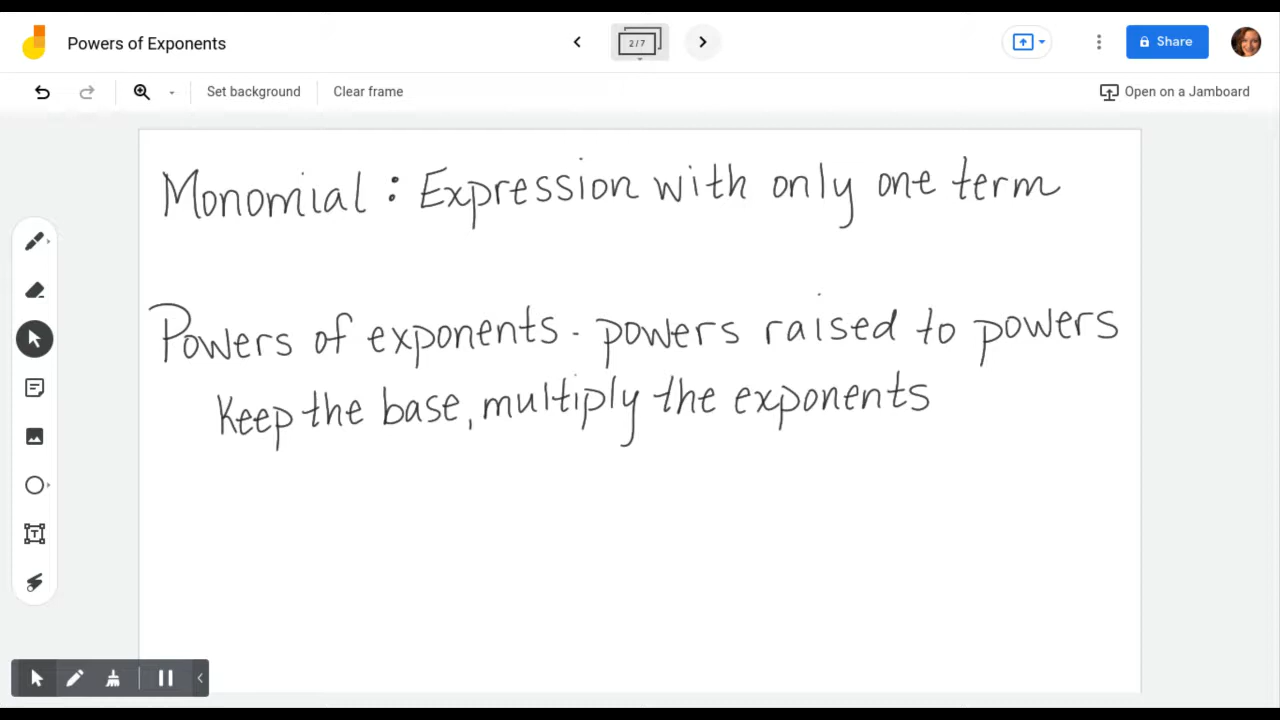 Powers of Exponents
2/7
Share
Set background
Clear frame
Open on a Jamboard
Monomial : Expression with only one term
Powers of exponents - powers raised to powers
Keep the base, multiply the exponents
T